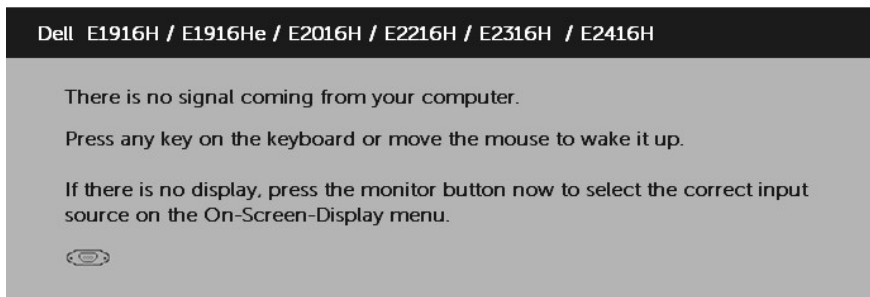 Dell E1916H / E1916He / E2016H / E2216H / E2316H / E2416H
There is no signal coming from your computer.
Press any key on the keyboard or move the mouse to wake it up.
If there is no display, press the monitor button now to select the correct input
source on the On-Screen-Display menu.